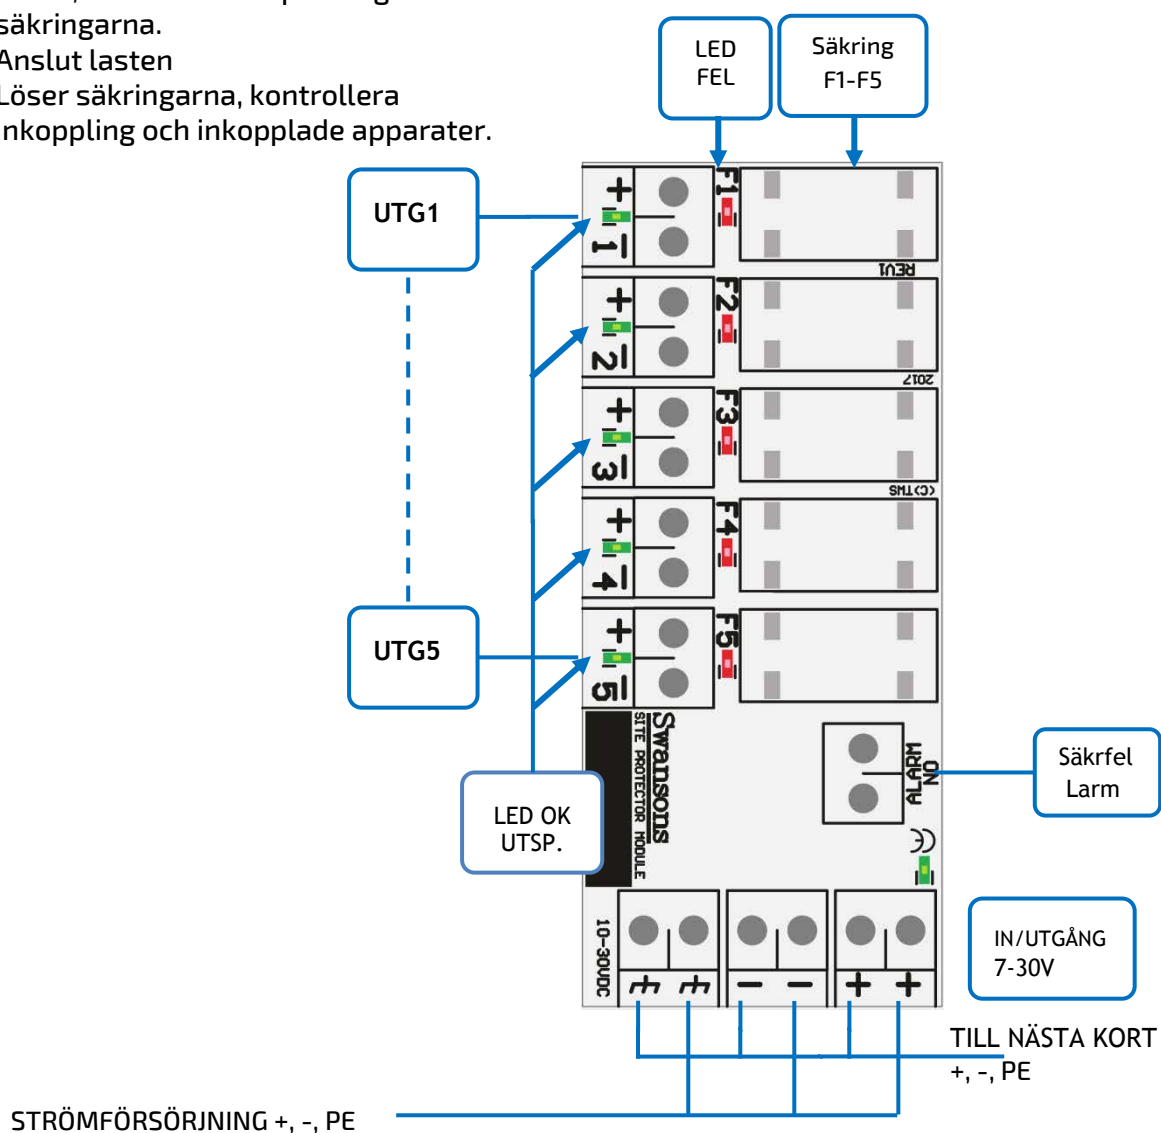 säkringarna.
Anslut lasten
Löser säkringarna, kontrollera
inkoppling och inkopplade apparater.
LED
FEL
Säkring
F1-F5
UTG1
+
1
F1
REV1
+
2
F2
2017
+
3
F3
(C)TWS
+
4
F4
UTG5
+
5
F5
Swansons
SITE PROTECTOR MODULE
ALARM
NO
Säkrfel
Larm
LED OK
UTSP.
CE
10-30VDC
- - + +
IN/UTGÅNG
7-30V
TILL NÄSTA KORT
+, -, PE
STRÖMFÖRSÖRJNING +, -, PE